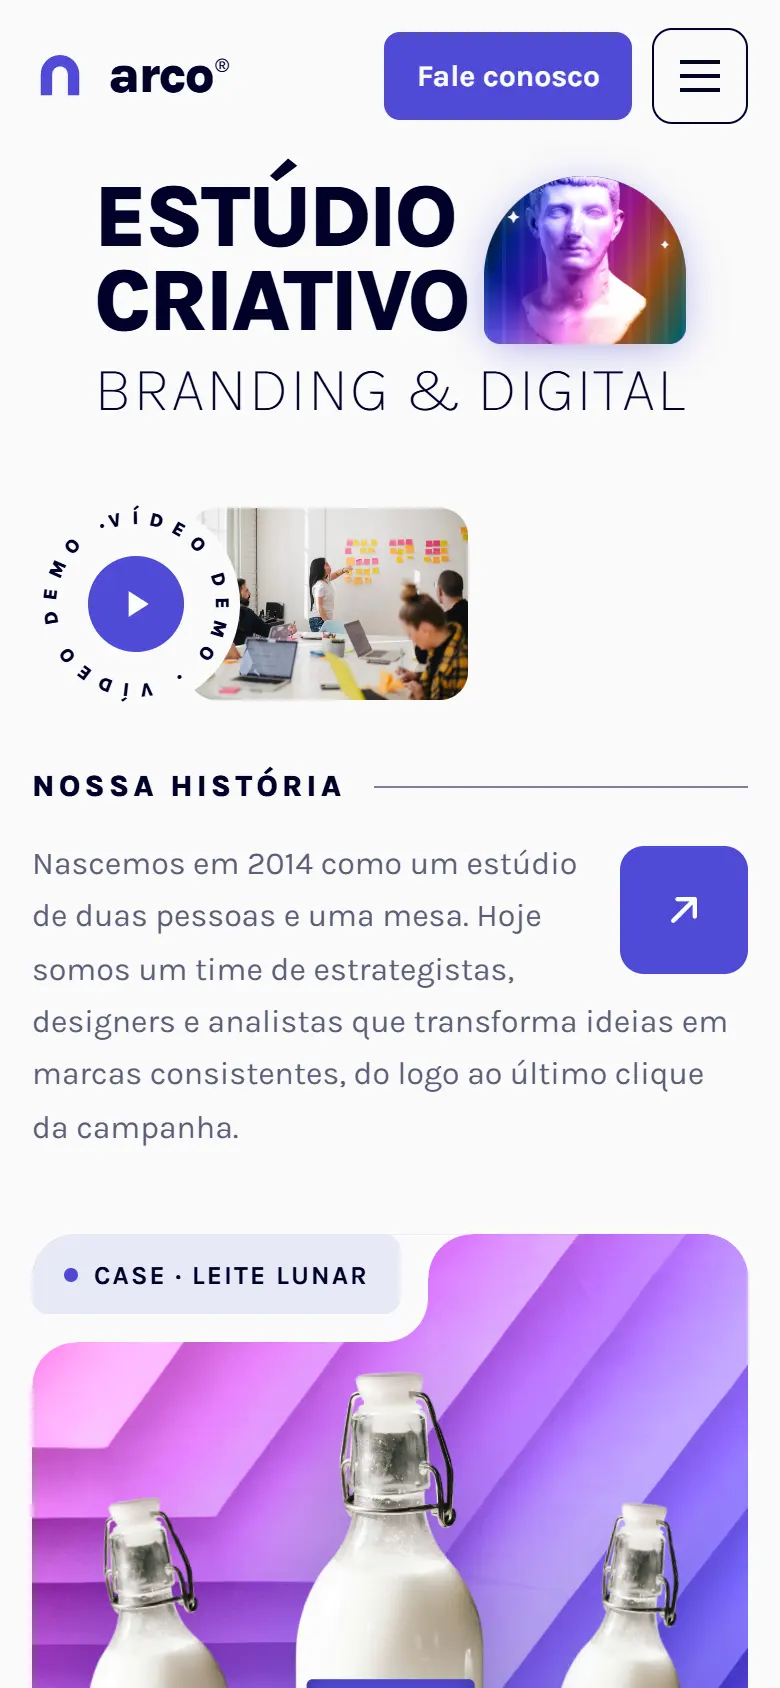 arco®
Fale conosco
ESTÚDIO
CRIATIVO
BRANDING & DIGITAL
VÍDEO DEMO · VÍDEO DEMO ·
NOSSA HISTÓRIA
Nascemos em 2014 como um estúdio
de duas pessoas e uma mesa. Hoje
somos um time de estrategistas,
designers e analistas que transforma ideias em
marcas consistentes, do logo ao último clique
da campanha.
CASE · LEITE LUNAR